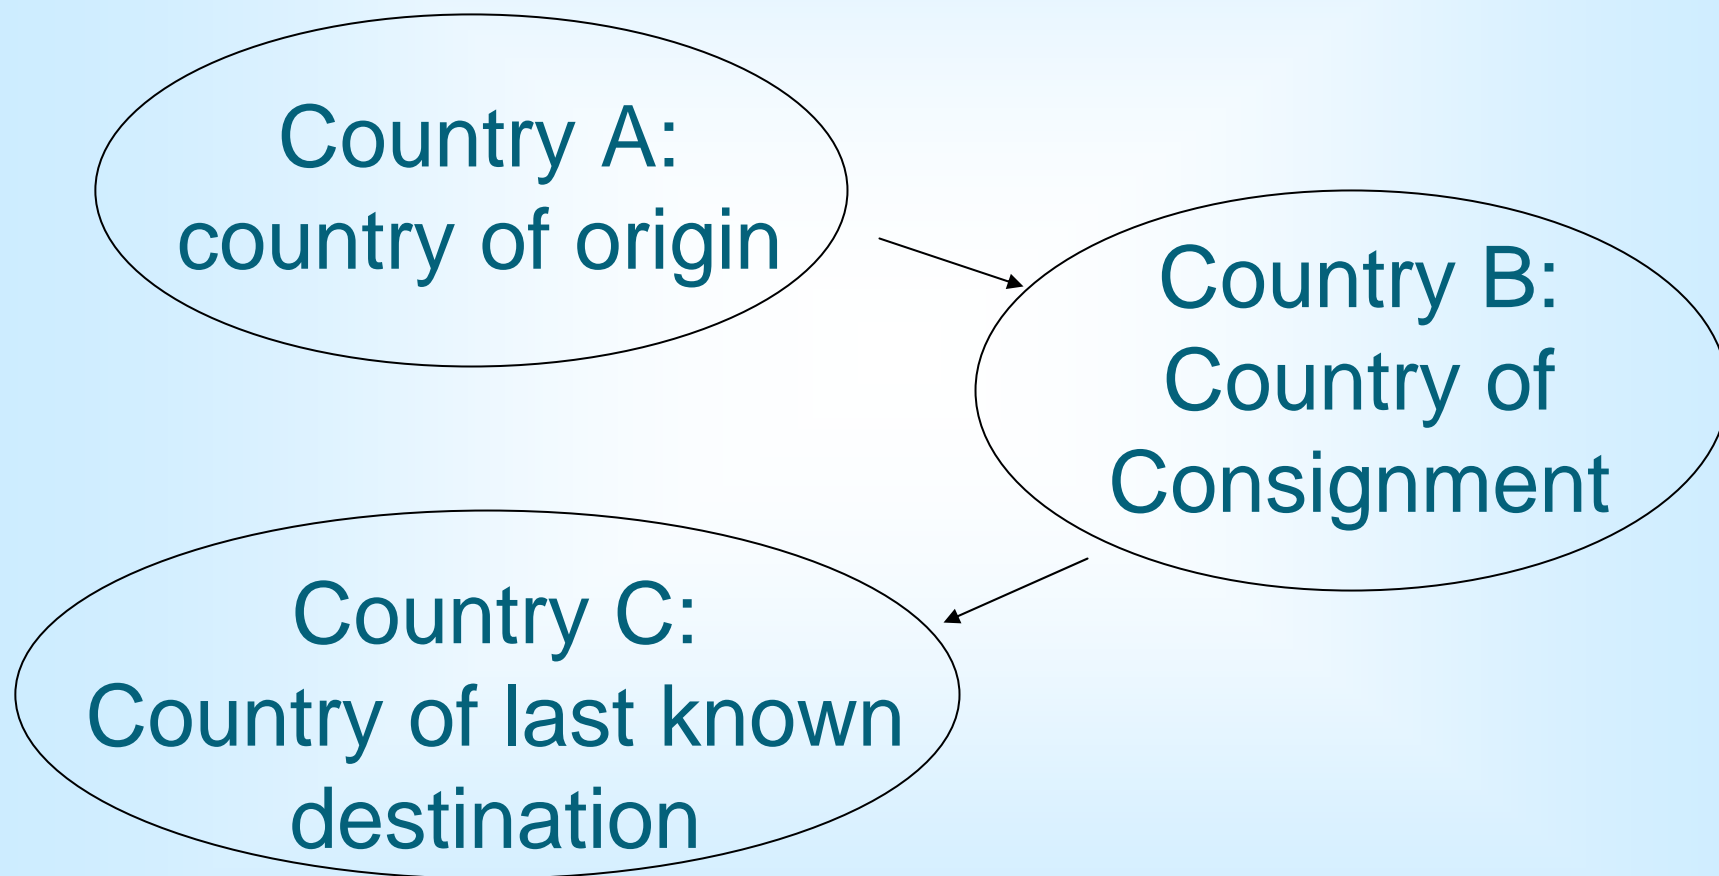 Country A:
country of origin
Country B:
Country of
Consignment
Country C:
Country of last known
destination